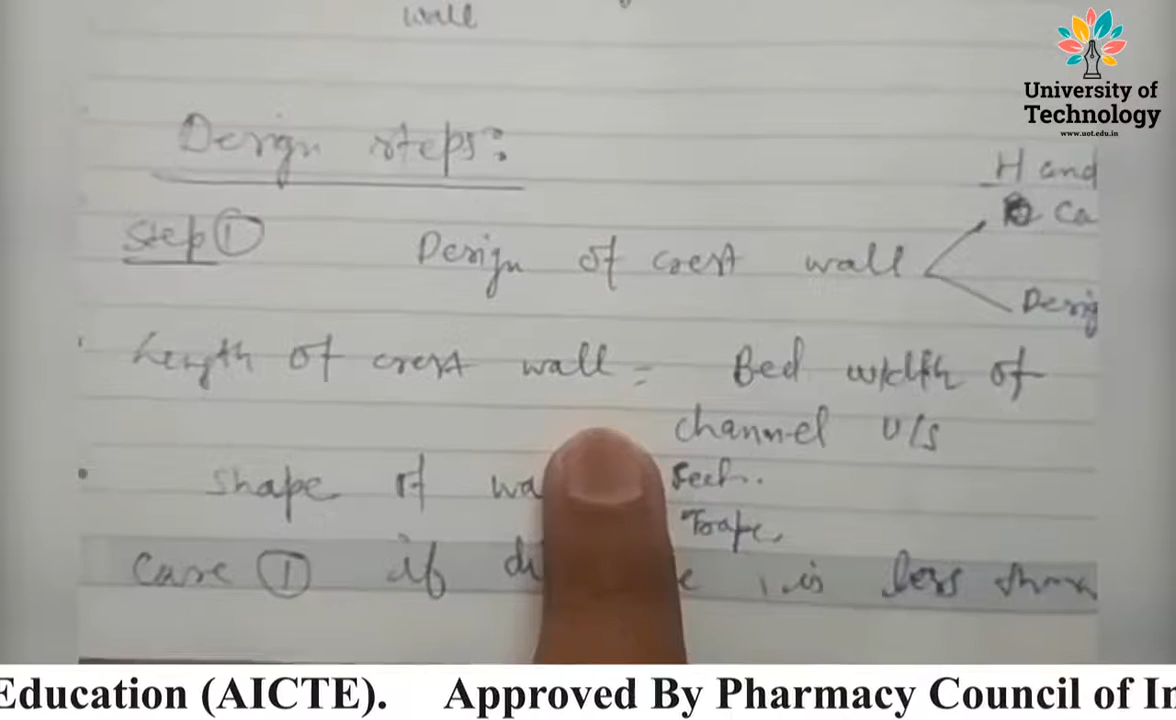 wall
University of
Technology
www.uot.edu.in
Design steps:
H and
Ca
Step ① Design of crest wall
Desig
Length of crest wall = Bed width of
channel U/S
Shape of wa Rect.
Trape.
Case ① if di e, is less than
Education (AICTE). Approved By Pharmacy Council of In